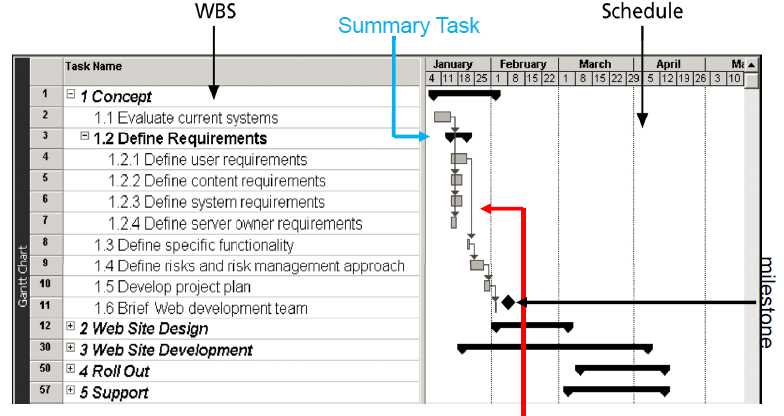 WBS
Schedule
Summary Task
Task Name
January February March April Ma
4 11 18 25 1 8 15 22 1 8 15 22 29 5 12 19 26 3 10
1 1 Concept
2 1.1 Evaluate current systems
3 1.2 Define Requirements
4 1.2.1 Define user requirements
5 1.2.2 Define content requirements
6 1.2.3 Define system requirements
7 1.2.4 Define server owner requirements
8 1.3 Define specific functionality
9 1.4 Define risks and risk management approach
10 1.5 Develop project plan
11 1.6 Brief Web development team
12 2 Web Site Design
30 3 Web Site Development
50 4 Roll Out
57 5 Support
Gantt Chart
milestone